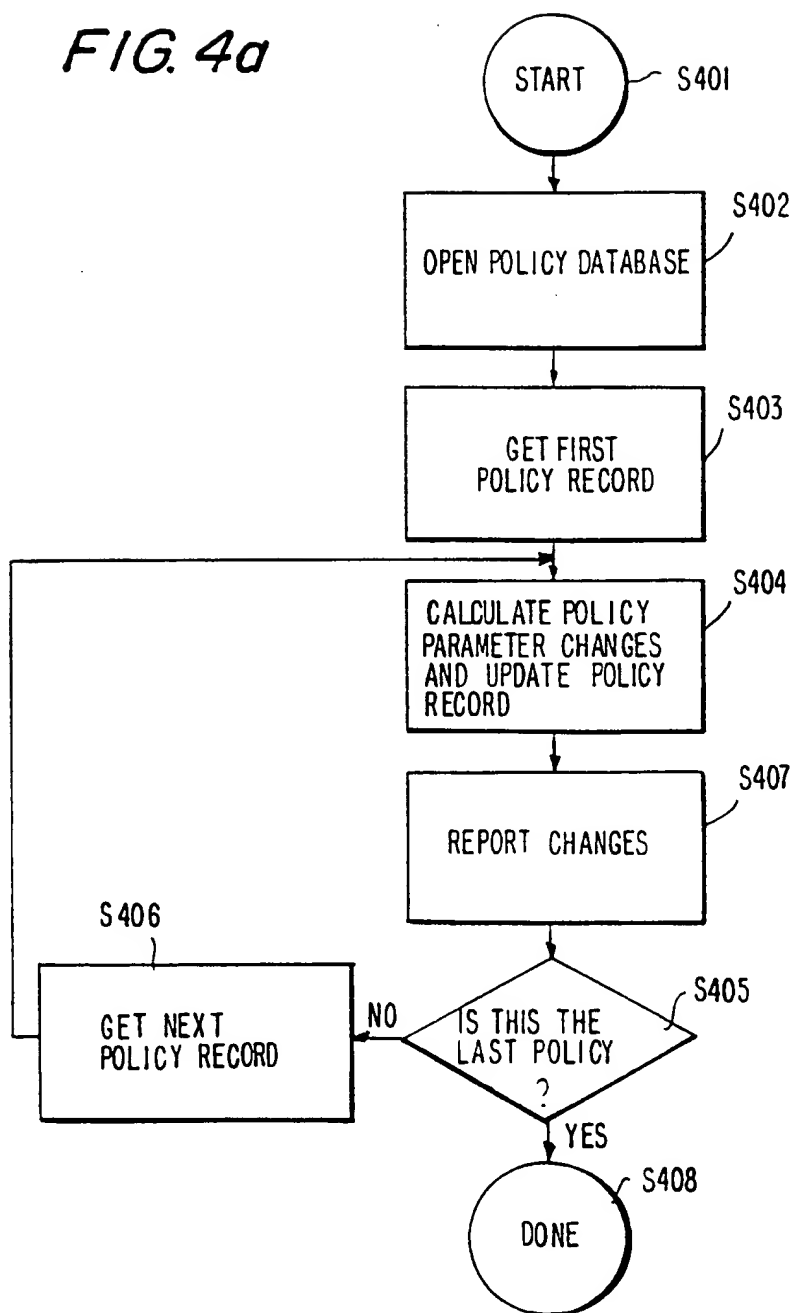 FIG. 4a
START
S401
S402
OPEN POLICY DATABASE
S403
GET FIRST
POLICY RECORD
S404
CALCULATE POLICY
PARAMETER CHANGES
AND UPDATE POLICY
RECORD
S407
REPORT CHANGES
S406
GET NEXT
POLICY RECORD
NO
S405
IS THIS THE
LAST POLICY
?
YES
S408
DONE